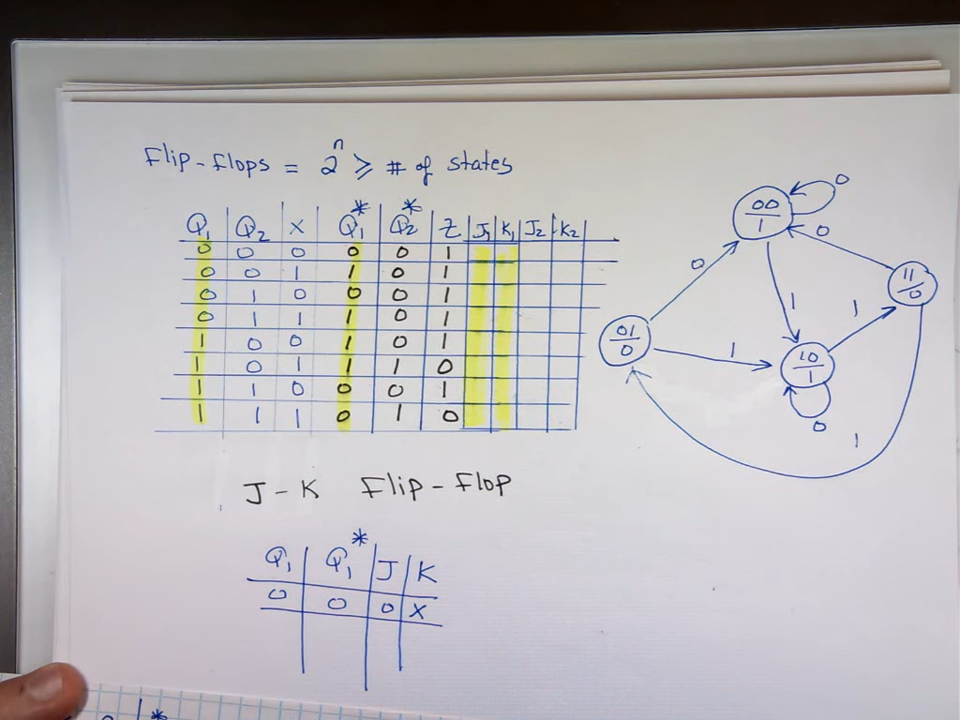 Flip-flops = 2^n ≥ # of states
Q1 Q2 X Q1* Q2* Z J1 K1 J2 K2
0 0 0 0 0 1
0 0 1 1 0 1
0 1 0 0 0 1
0 1 1 1 0 1
1 0 0 1 0 1
1 0 1 1 1 0
1 1 0 0 0 1
1 1 1 0 1 0
00
1
0
0
0
11
0
1
1
01
0
1
10
1
0
1
J-K Flip-Flop
Q1 Q1* J K
0 0 0 X